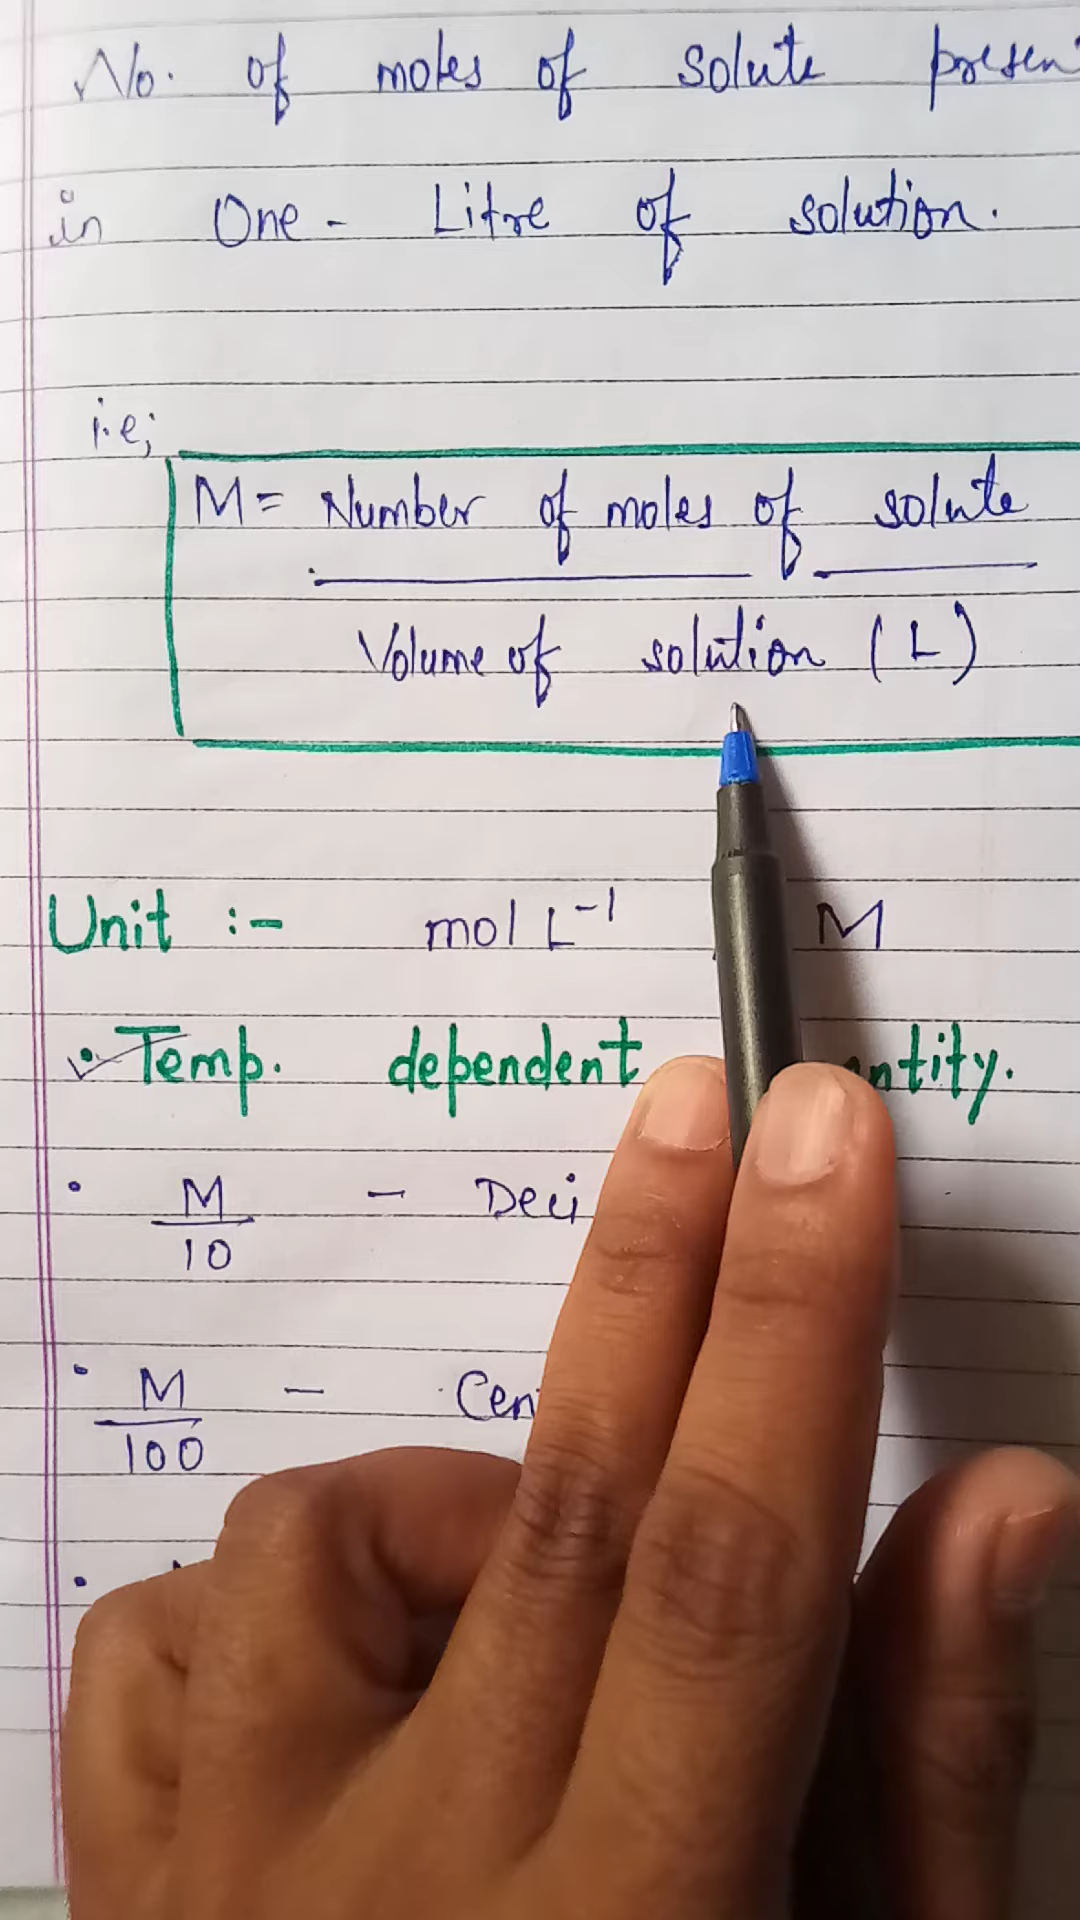 No. of moles of solute
in One - Litre of solution.
i.e;
M = Number of moles of solute
Volume of solution (L)
Unit :- mol L⁻¹ M
• Temp. dependent
• M/10 - Deci
• M/100 - Cen